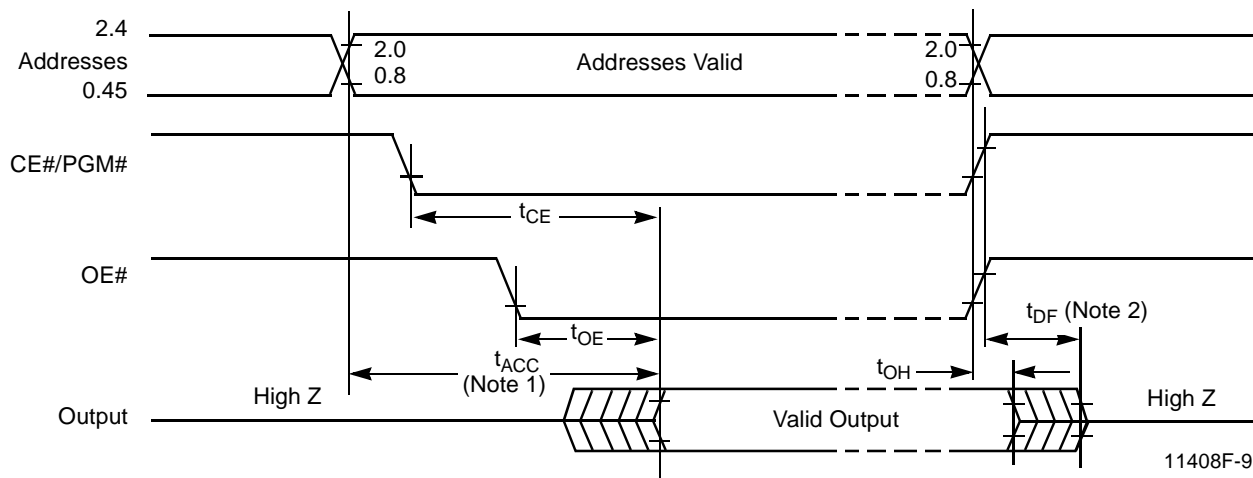 2.4
Addresses
0.45
2.0
0.8
Addresses Valid
2.0
0.8
CE#/PGM#
tCE
OE#
tOE
tDF (Note 2)
tACC
(Note 1)
tOH
High Z
Output
Valid Output
High Z
11408F-9